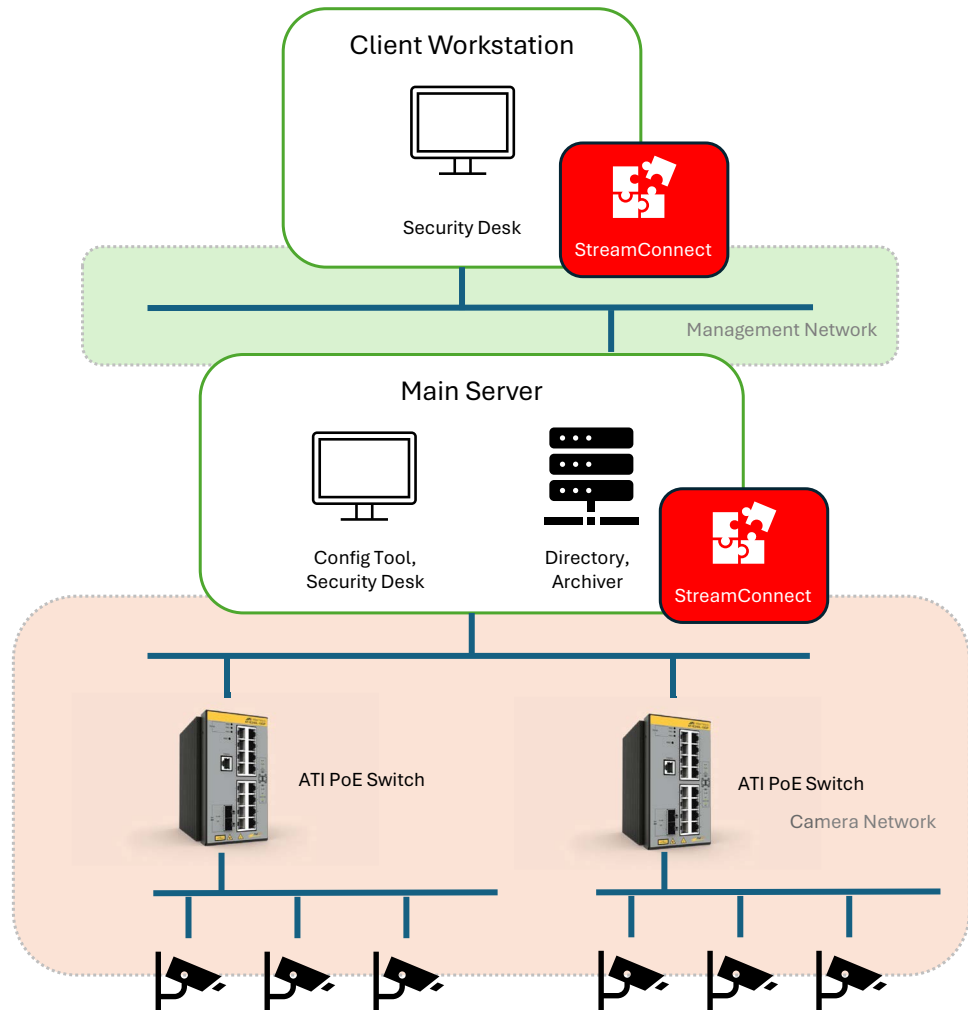 Client Workstation
Security Desk
StreamConnect
Management Network
Main Server
Config Tool,
Security Desk
Directory,
Archiver
StreamConnect
ATI PoE Switch
ATI PoE Switch
Camera Network